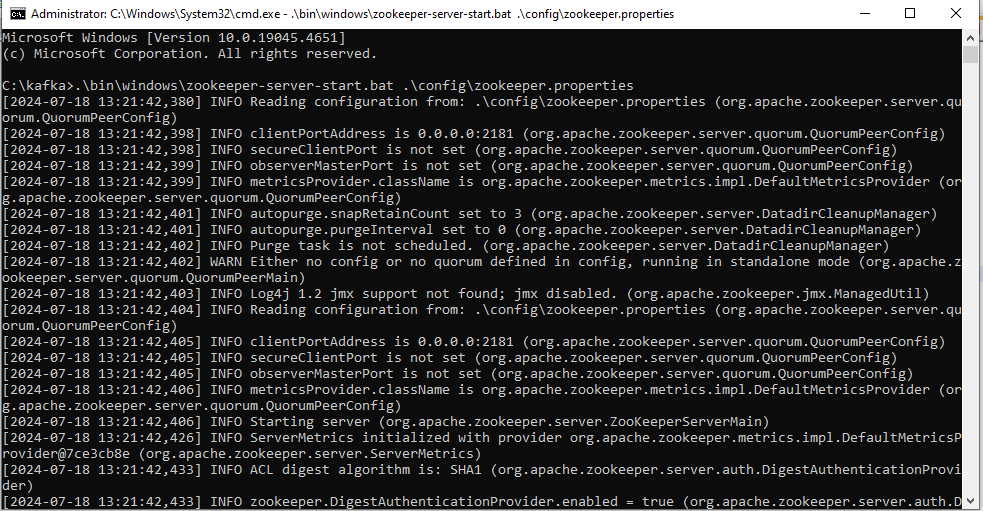 Administrator: C:\Windows\System32\cmd.exe - .\bin\windows\zookeeper-server-start.bat .\config\zookeeper.properties
Microsoft Windows [Version 10.0.19045.4651]
(c) Microsoft Corporation. All rights reserved.
C:\kafka>.\bin\windows\zookeeper-server-start.bat .\config\zookeeper.properties
[2024-07-18 13:21:42,380] INFO Reading configuration from: .\config\zookeeper.properties (org.apache.zookeeper.server.qu
orum.QuorumPeerConfig)
[2024-07-18 13:21:42,398] INFO clientPortAddress is 0.0.0.0:2181 (org.apache.zookeeper.server.quorum.QuorumPeerConfig)
[2024-07-18 13:21:42,398] INFO secureClientPort is not set (org.apache.zookeeper.server.quorum.QuorumPeerConfig)
[2024-07-18 13:21:42,399] INFO observerMasterPort is not set (org.apache.zookeeper.server.quorum.QuorumPeerConfig)
[2024-07-18 13:21:42,399] INFO metricsProvider.className is org.apache.zookeeper.metrics.impl.DefaultMetricsProvider (or
g.apache.zookeeper.server.quorum.QuorumPeerConfig)
[2024-07-18 13:21:42,401] INFO autopurge.snapRetainCount set to 3 (org.apache.zookeeper.server.DatadirCleanupManager)
[2024-07-18 13:21:42,401] INFO autopurge.purgeInterval set to 0 (org.apache.zookeeper.server.DatadirCleanupManager)
[2024-07-18 13:21:42,402] INFO Purge task is not scheduled. (org.apache.zookeeper.server.DatadirCleanupManager)
[2024-07-18 13:21:42,402] WARN Either no config or no quorum defined in config, running in standalone mode (org.apache.z
ookeeper.server.quorum.QuorumPeerMain)
[2024-07-18 13:21:42,403] INFO Log4j 1.2 jmx support not found; jmx disabled. (org.apache.zookeeper.jmx.ManagedUtil)
[2024-07-18 13:21:42,404] INFO Reading configuration from: .\config\zookeeper.properties (org.apache.zookeeper.server.qu
orum.QuorumPeerConfig)
[2024-07-18 13:21:42,405] INFO clientPortAddress is 0.0.0.0:2181 (org.apache.zookeeper.server.quorum.QuorumPeerConfig)
[2024-07-18 13:21:42,405] INFO secureClientPort is not set (org.apache.zookeeper.server.quorum.QuorumPeerConfig)
[2024-07-18 13:21:42,405] INFO observerMasterPort is not set (org.apache.zookeeper.server.quorum.QuorumPeerConfig)
[2024-07-18 13:21:42,406] INFO metricsProvider.className is org.apache.zookeeper.metrics.impl.DefaultMetricsProvider (or
g.apache.zookeeper.server.quorum.QuorumPeerConfig)
[2024-07-18 13:21:42,406] INFO Starting server (org.apache.zookeeper.server.ZooKeeperServerMain)
[2024-07-18 13:21:42,426] INFO ServerMetrics initialized with provider org.apache.zookeeper.metrics.impl.DefaultMetricsP
rovider@7ce3cb8e (org.apache.zookeeper.server.ServerMetrics)
[2024-07-18 13:21:42,433] INFO ACL digest algorithm is: SHA1 (org.apache.zookeeper.server.auth.DigestAuthenticationProvi
der)
[2024-07-18 13:21:42,433] INFO zookeeper.DigestAuthenticationProvider.enabled = true (org.apache.zookeeper.server.auth.D